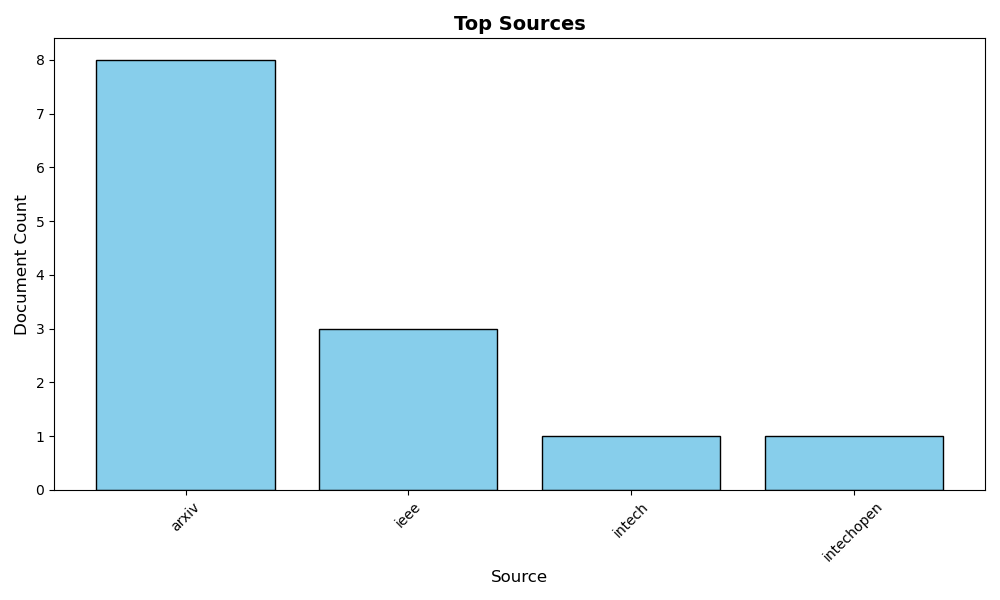 Top Sources
Document Count
8
7
6
5
4
3
2
1
0
arxiv
ieee
intech
intechopen
Source